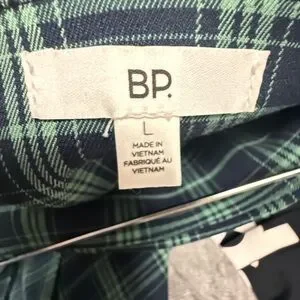 BP.
L
MADE IN
VIETNAM
FABRIQUÉ AU
VIETNAM